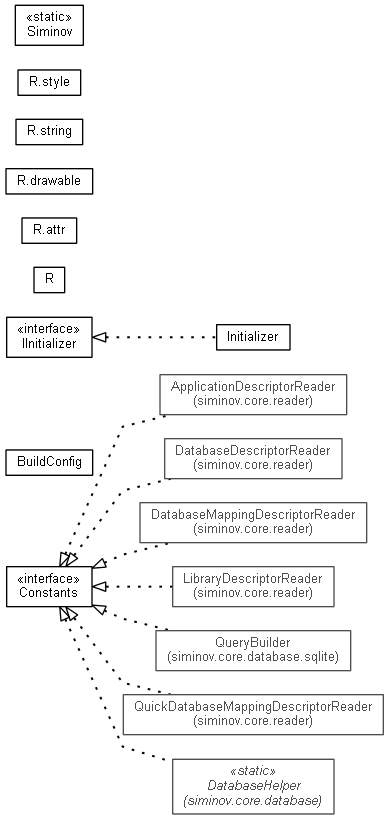 «static»
Siminov
R.style
R.string
R.drawable
R.attr
R
«interface»
IInitializer
Initializer
ApplicationDescriptorReader
(siminov.core.reader)
DatabaseDescriptorReader
(siminov.core.reader)
BuildConfig
DatabaseMappingDescriptorReader
(siminov.core.reader)
«interface»
Constants
LibraryDescriptorReader
(siminov.core.reader)
QueryBuilder
(siminov.core.database.sqlite)
QuickDatabaseMappingDescriptorReader
(siminov.core.reader)
«static»
DatabaseHelper
(siminov.core.database)